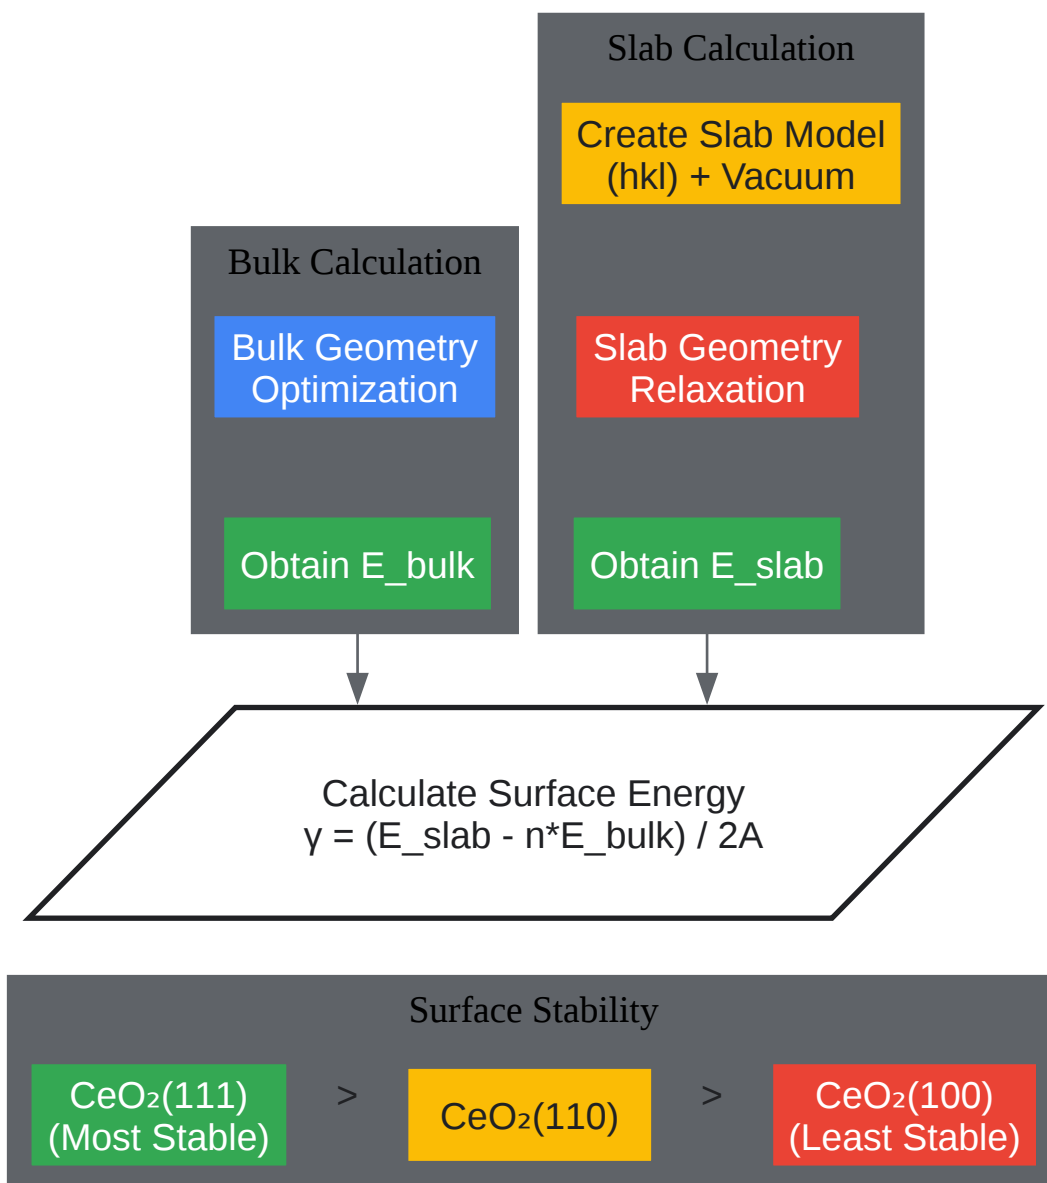 Slab Calculation
Create Slab Model
(hkl) + Vacuum
Bulk Calculation
Bulk Geometry
Optimization
Slab Geometry
Relaxation
Obtain E_bulk
Obtain E_slab
Calculate Surface Energy
γ = (E_slab - n*E_bulk) / 2A
Surface Stability
CeO₂(111)
(Most Stable)
>
CeO₂(110)
>
CeO₂(100)
(Least Stable)